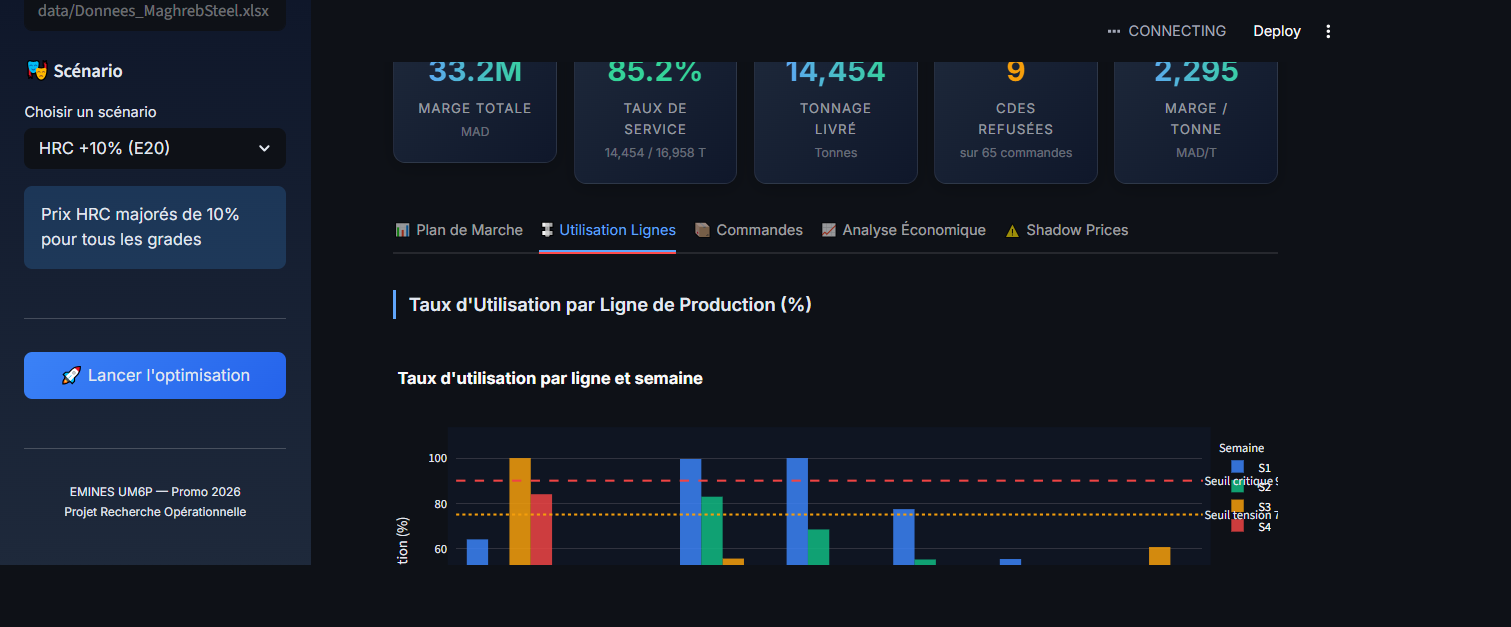 data/Donnees_MaghrebSteel.xlsx
CONNECTING
Deploy
Scénario
Choisir un scénario
HRC +10% (E20)
Prix HRC majorés de 10%
pour tous les grades
Lancer l'optimisation
EMINES UM6P — Promo 2026
Projet Recherche Opérationnelle
33.2M
MARGE TOTALE
MAD
85.2%
TAUX DE
SERVICE
14,454 / 16,958 T
14,454
TONNAGE
LIVRÉ
Tonnes
9
CDES
REFUSÉES
sur 65 commandes
2,295
MARGE /
TONNE
MAD/T
Plan de Marche
Utilisation Lignes
Commandes
Analyse Économique
Shadow Prices
Taux d'Utilisation par Ligne de Production (%)
Taux d'utilisation par ligne et semaine
100
80
60
tion (%)
Semaine
S1
Seuil critique 9
S2
S3
Seuil tension 7
S4